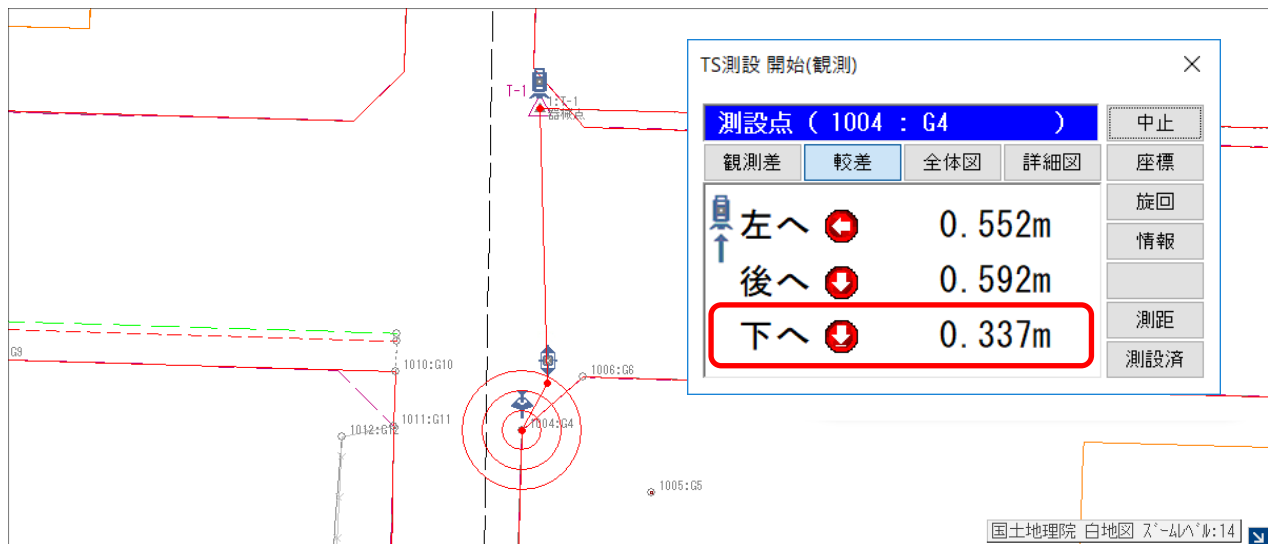 TS測設 開始(観測)
測設点 ( 1004 : G4 )
中止
観測差
較差
全体図
詳細図
座標
左へ 0.552m
旋回
情報
後へ 0.592m
下へ 0.337m
測距
測設済
T-1
1:T-1
器械点
G9
1010:G10
1006:G6
1011:G11
1012:G12
1004:G4
1005:G5
国土地理院 白地図 ズームレベル:14